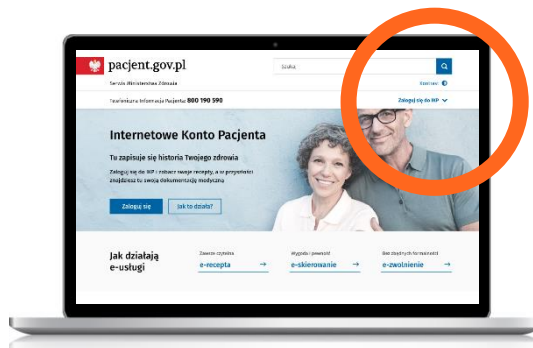 pacjent.gov.pl
Szukaj
Serwis Ministerstwa Zdrowia
Kontrast
Telefoniczna Informacja Pacjenta: 800 190 590
Zaloguj się do IKP
Internetowe Konto Pacjenta
Tu zapisuje się historia Twojego zdrowia
Zaloguj się do IKP i zobacz swoje recepty, a w przyszłości
znajdziesz tu swoją dokumentację medyczną
Zaloguj się
Jak to działa?
Jak działają
e-usługi
Zawsze czytelna
e-recepta
Wygoda i pewność
e-skierowanie
Bez zbędnych formalności
e-zwolnienie